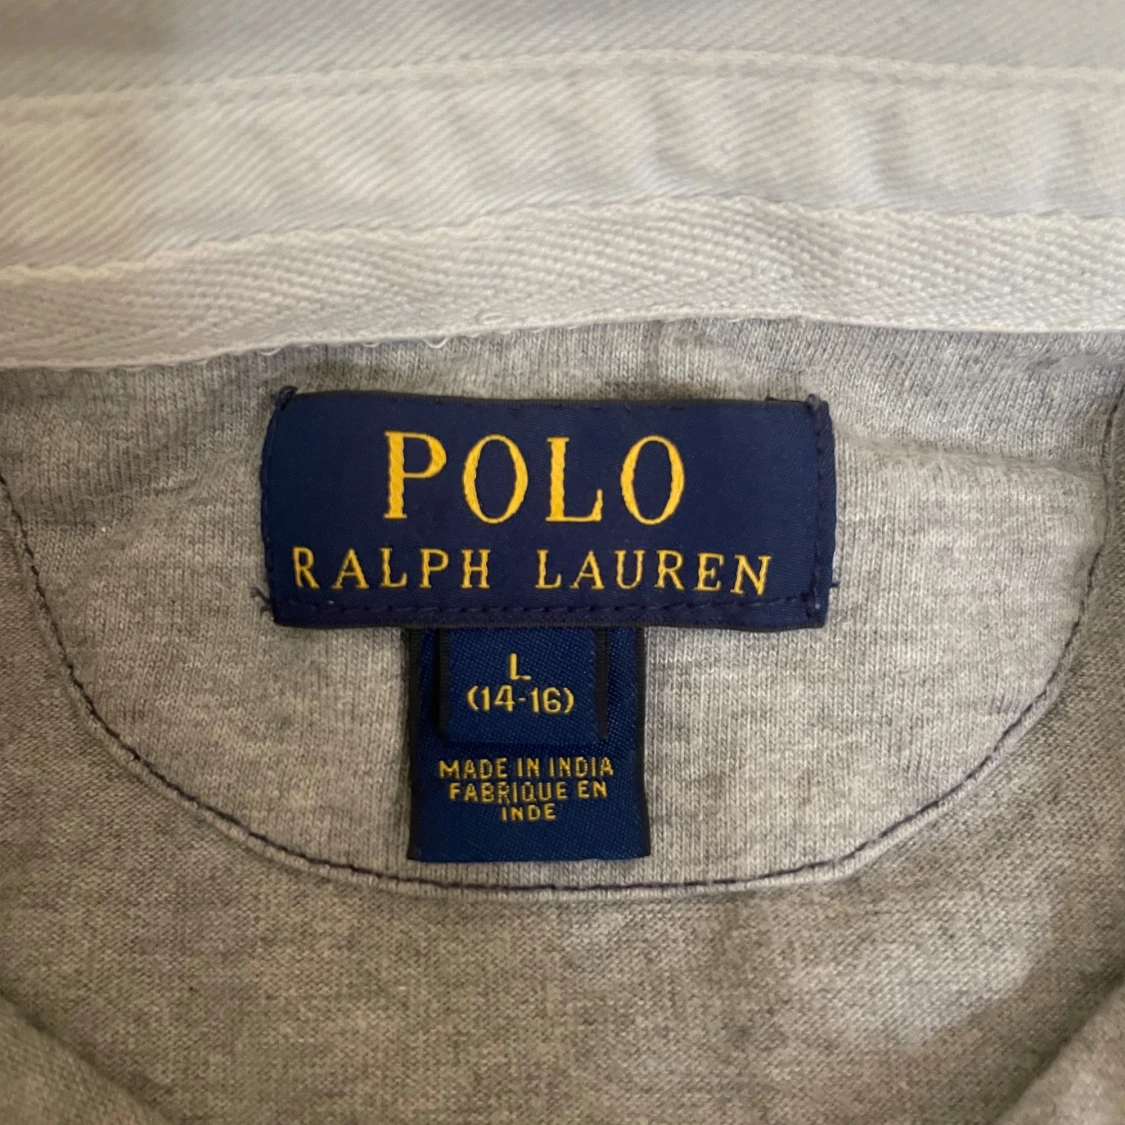 POLO
RALPH LAUREN
L
(14-16)
MADE IN INDIA
FABRIQUE EN
INDE